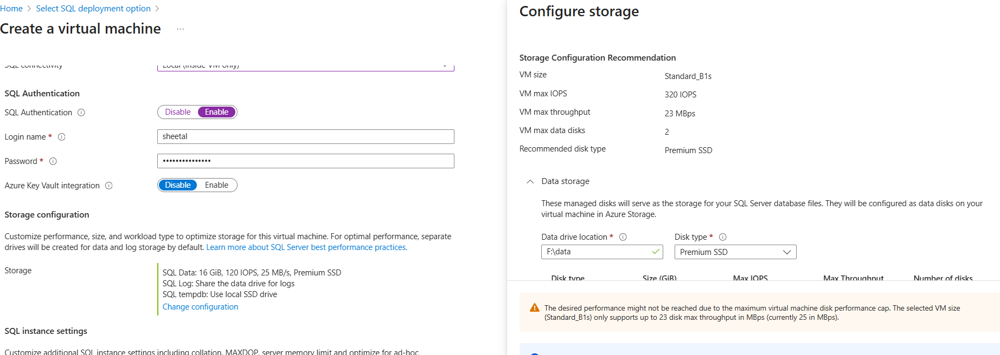 Home > Select SQL deployment option >
Create a virtual machine ...
SQL connectivity
Local (inside VM only)
SQL Authentication
SQL Authentication
Disable
Enable
Login name *
sheetal
Password *
•••••••••••••••
Azure Key Vault integration
Disable
Enable
Storage configuration
Customize performance, size, and workload type to optimize storage for this virtual machine. For optimal performance, separate
drives will be created for data and log storage by default. Learn more about SQL Server best performance practices.
Storage
SQL Data: 16 GiB, 120 IOPS, 25 MB/s, Premium SSD
SQL Log: Share the data drive for logs
SQL tempdb: Use local SSD drive
Change configuration
SQL instance settings
Customize additional SQL instance settings including collation, MAXDOP, server memory limit and optimize for ad-hoc
Configure storage
Storage Configuration Recommendation
VM size
Standard_B1s
VM max IOPS
320 IOPS
VM max throughput
23 MBps
VM max data disks
2
Recommended disk type
Premium SSD
Data storage
These managed disks will serve as the storage for your SQL Server database files. They will be configured as data disks on your
virtual machine in Azure Storage.
Data drive location *
Disk type *
F:\data
Premium SSD
Disk type
Size (GiB)
Max IOPS
Max Throughput
Number of disks
The desired performance might not be reached due to the maximum virtual machine disk performance cap. The selected VM size
(Standard_B1s) only supports up to 23 disk max throughput in MBps (currently 25 in MBps).